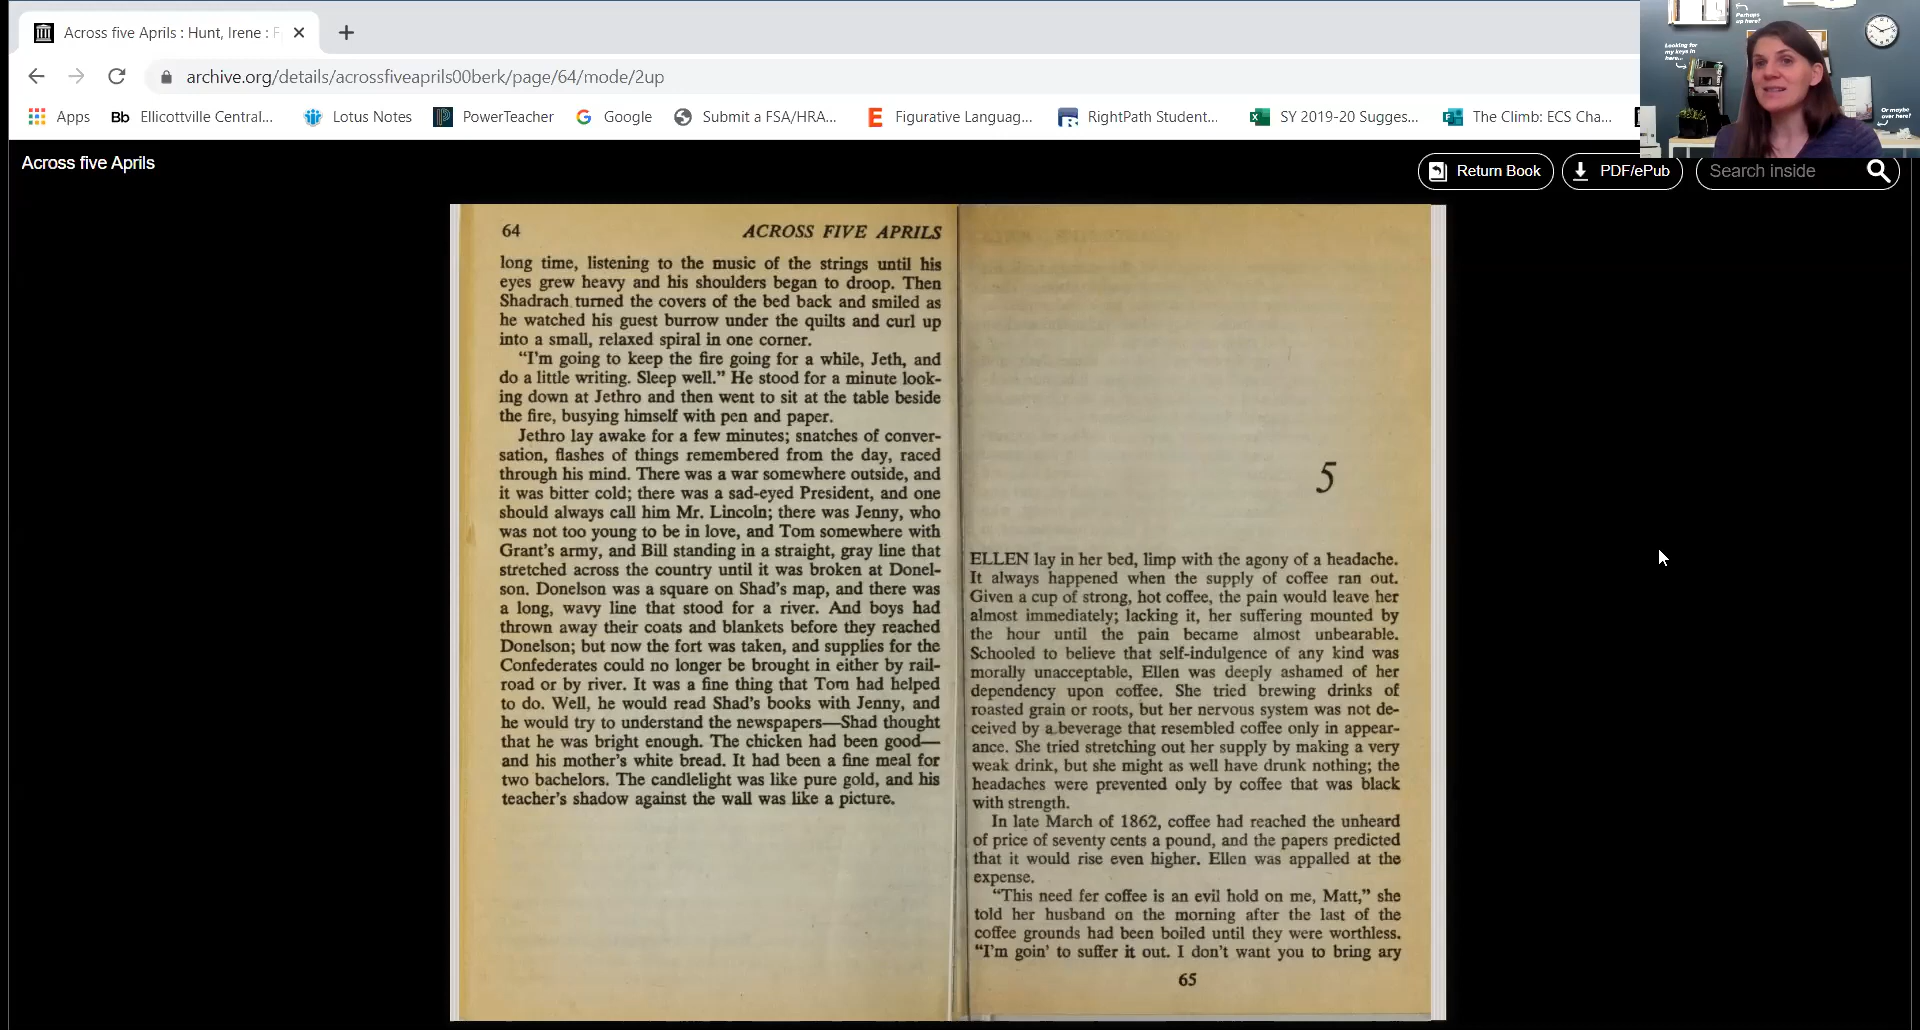 Across five Aprils : Hunt, Irene :
archive.org/details/acrossfiveaprils00berk/page/64/mode/2up
Apps
Bb Ellicottville Central...
Lotus Notes
PowerTeacher
Google
Submit a FSA/HRA...
Figurative Languag...
RightPath Student...
SY 2019-20 Sugges...
The Climb: ECS Cha...
Perhaps
up here?
Looking for
my keys in
here...
Or maybe
over here?
Across five Aprils
Return Book
PDF/ePub
Search inside
64
ACROSS FIVE APRILS
long time, listening to the music of the strings until his
eyes grew heavy and his shoulders began to droop. Then
Shadrach turned the covers of the bed back and smiled as
he watched his guest burrow under the quilts and curl up
into a small, relaxed spiral in one corner.
“I'm going to keep the fire going for a while, Jeth, and
do a little writing. Sleep well.” He stood for a minute look-
ing down at Jethro and then went to sit at the table beside
the fire, busying himself with pen and paper.
Jethro lay awake for a few minutes; snatches of conver-
sation, flashes of things remembered from the day, raced
through his mind. There was a war somewhere outside, and
it was bitter cold; there was a sad-eyed President, and one
should always call him Mr. Lincoln; there was Jenny, who
was not too young to be in love, and Tom somewhere with
Grant's army, and Bill standing in a straight, gray line that
stretched across the country until it was broken at Donel-
son. Donelson was a square on Shad's map, and there was
a long, wavy line that stood for a river. And boys had
thrown away their coats and blankets before they reached
Donelson; but now the fort was taken, and supplies for the
Confederates could no longer be brought in either by rail-
road or by river. It was a fine thing that Tom had helped
to do. Well, he would read Shad's books with Jenny, and
he would try to understand the newspapers—Shad thought
that he was bright enough. The chicken had been good—
and his mother's white bread. It had been a fine meal for
two bachelors. The candlelight was like pure gold, and his
teacher's shadow against the wall was like a picture.
5
ELLEN lay in her bed, limp with the agony of a headache.
It always happened when the supply of coffee ran out.
Given a cup of strong, hot coffee, the pain would leave her
almost immediately; lacking it, her suffering mounted by
the hour until the pain became almost unbearable.
Schooled to believe that self-indulgence of any kind was
morally unacceptable, Ellen was deeply ashamed of her
dependency upon coffee. She tried brewing drinks of
roasted grain or roots, but her nervous system was not de-
ceived by a beverage that resembled coffee only in appear-
ance. She tried stretching out her supply by making a very
weak drink, but she might as well have drunk nothing; the
headaches were prevented only by coffee that was black
with strength.
In late March of 1862, coffee had reached the unheard
of price of seventy cents a pound, and the papers predicted
that it would rise even higher. Ellen was appalled at the
expense.
“This need fer coffee is an evil hold on me, Matt,” she
told her husband on the morning after the last of the
coffee grounds had been boiled until they were worthless.
“I'm goin' to suffer it out. I don't want you to bring ary
65